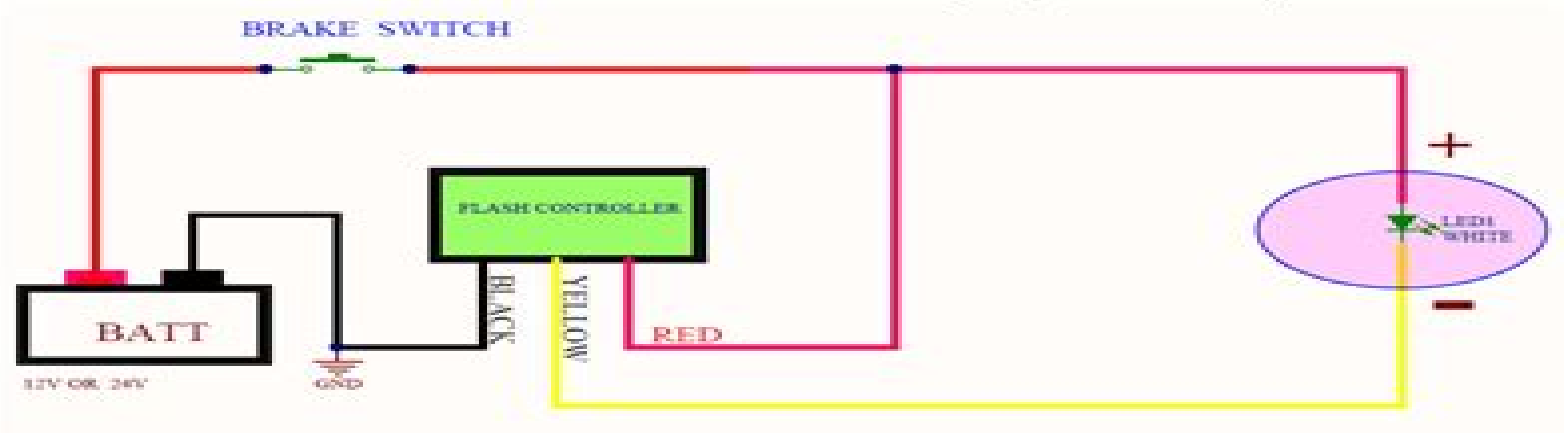 BRAKE SWITCH
+
FLASH CONTROLLER
LED1
WHITE
BLACK
YELLOW
RED
BATT
12V OR 24V
GND